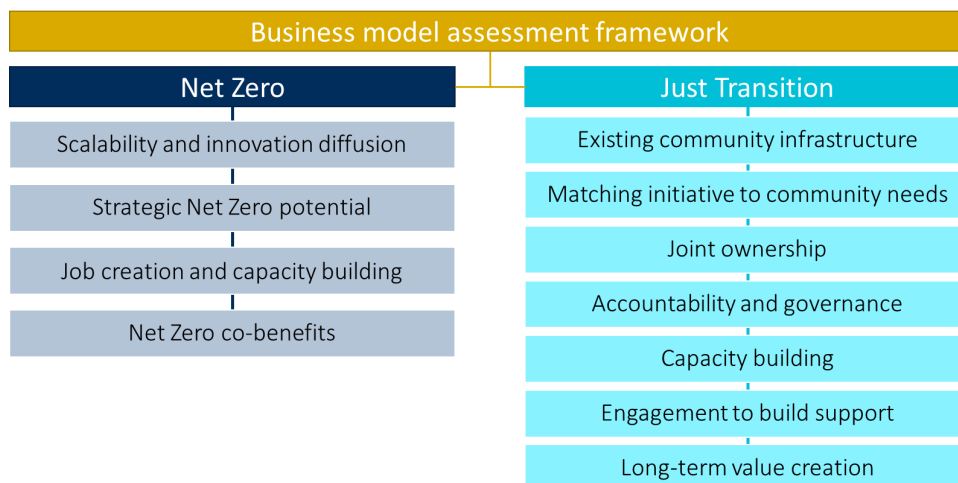 Business model assessment framework
Net Zero
Scalability and innovation diffusion
Strategic Net Zero potential
Job creation and capacity building
Net Zero co-benefits
Just Transition
Existing community infrastructure
Matching initiative to community needs
Joint ownership
Accountability and governance
Capacity building
Engagement to build support
Long-term value creation